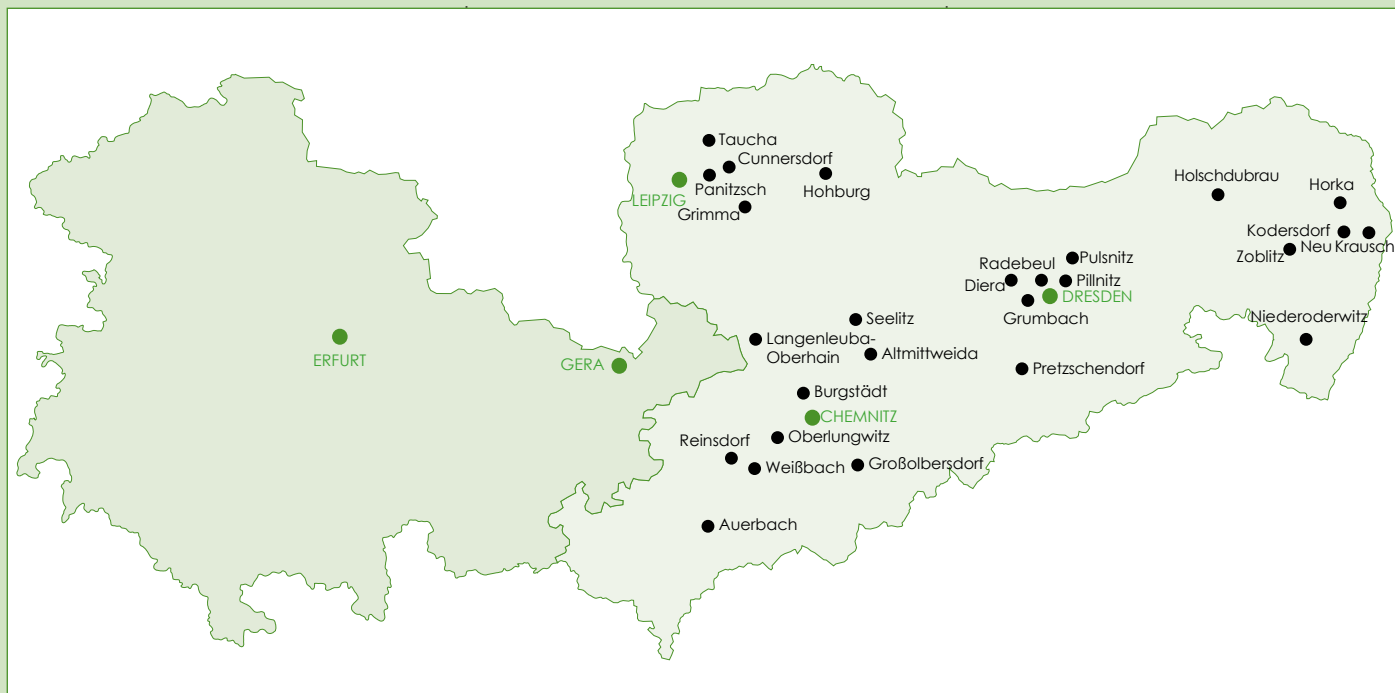 Taucha
Cunnersdorf
Panitzsch
Hohburg
LEIPZIG
Grimma
Holschdubrau
Horka
Kodersdorf
Neu Krausch
Zoblitz
Pulsnitz
Radebeul
Pillnitz
Diera
DRESDEN
Grumbach
Niederoderwitz
Seelitz
Langenleuba-
Oberhain
Altmittweida
ERFURT
GERA
Pretzschendorf
Burgstädt
CHEMNITZ
Oberlungwitz
Reinsdorf
Weißbach
Großolbersdorf
Auerbach